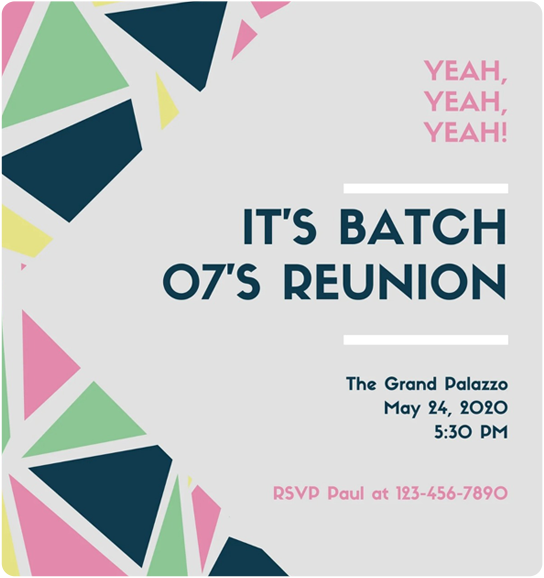 YEAH,
YEAH,
YEAH!
IT'S BATCH
07'S REUNION
The Grand Palazzo
May 24, 2020
5:30 PM
RSVP Paul at 123-456-7890